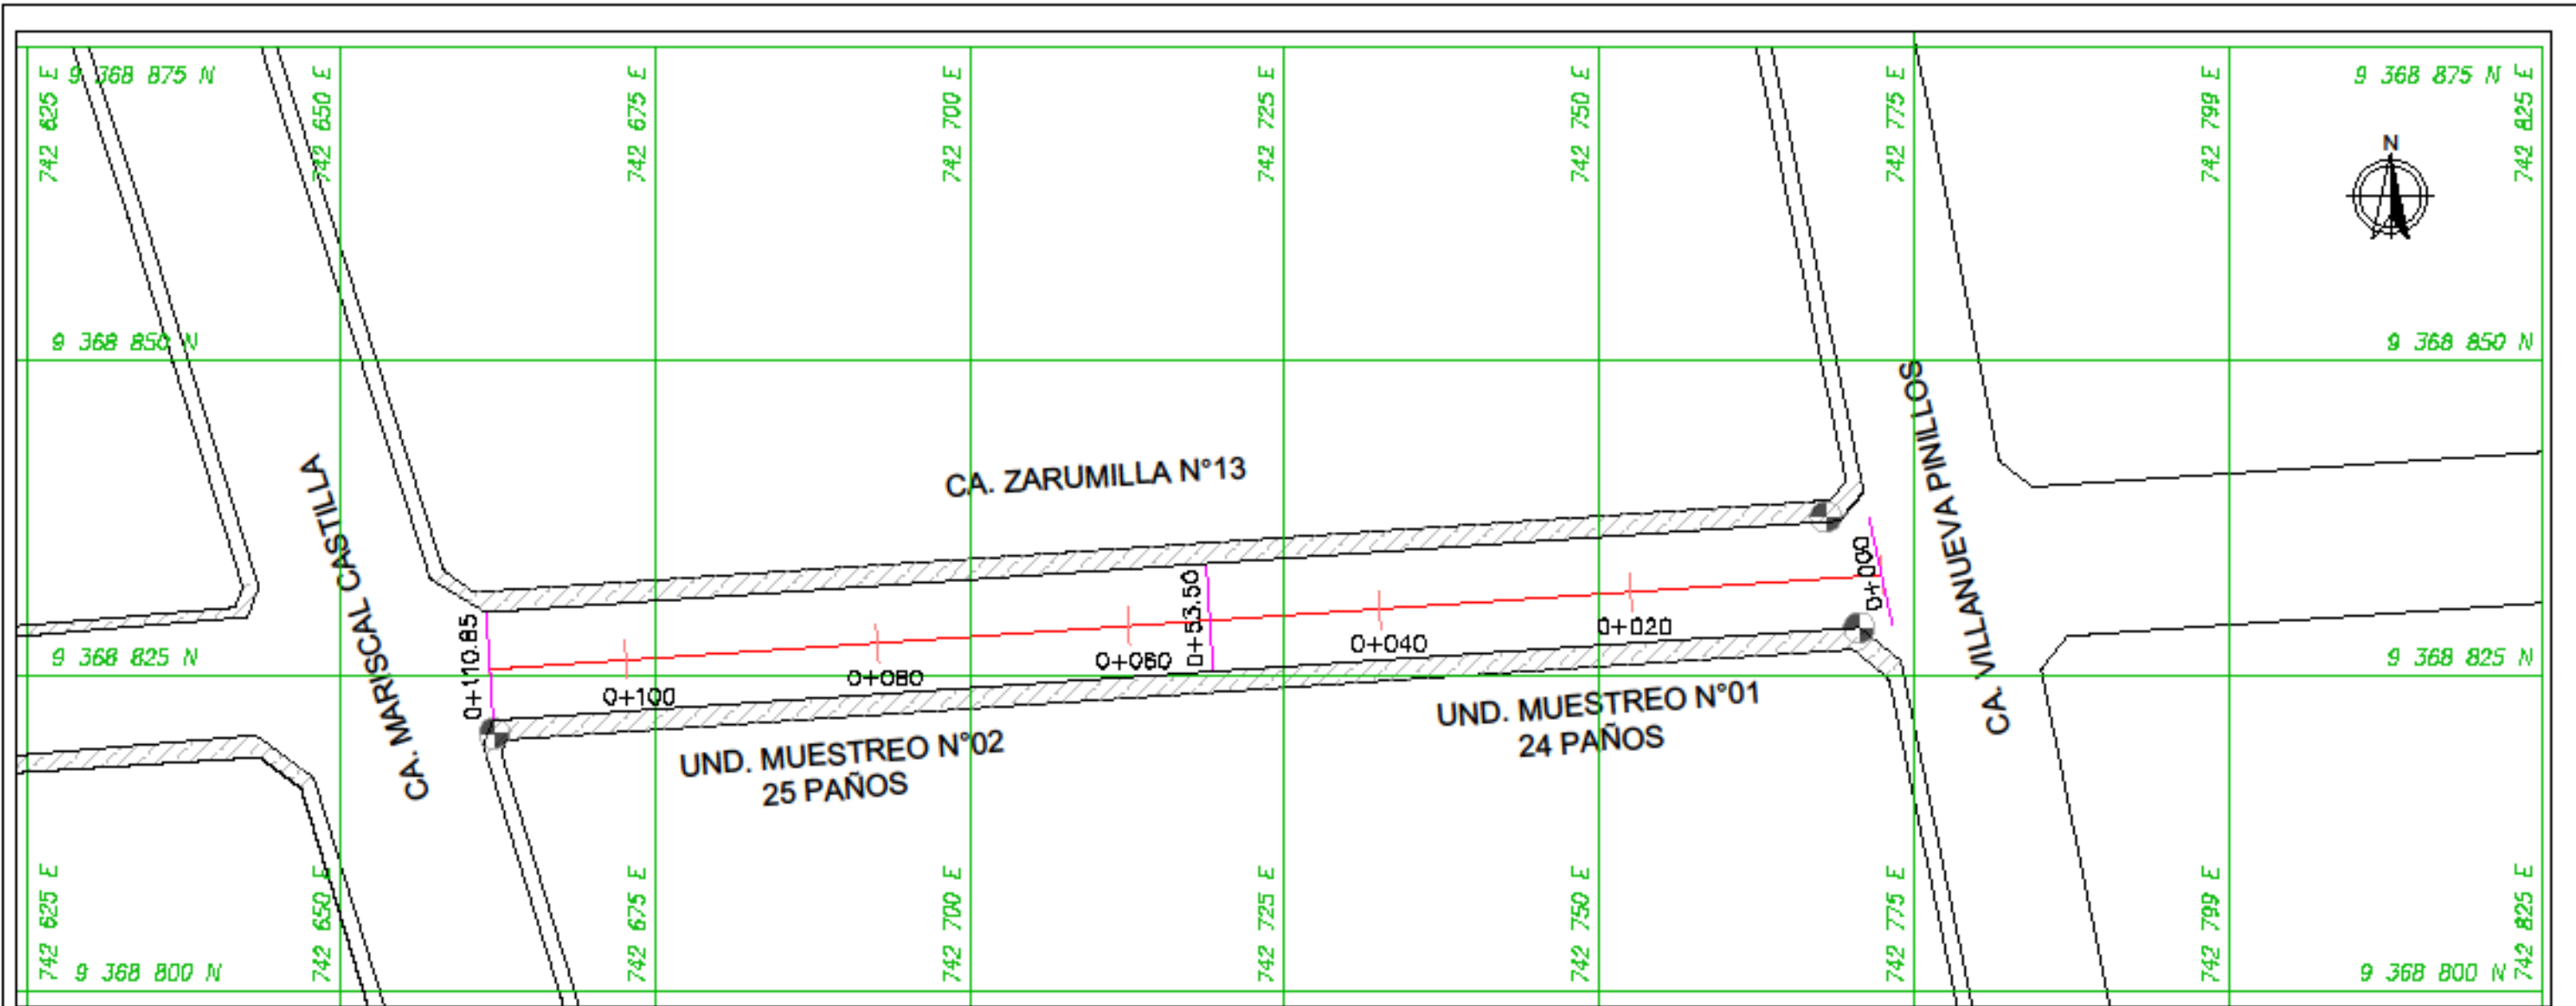 742 625 E
9 368 875 N
742 650 E
742 675 E
742 700 E
742 725 E
742 750 E
742 775 E
742 799 E
9 368 875 N
742 825 E
N
9 368 850 N
9 368 850 N
CA. ZARUMILLA N°13
CA. MARISCAL CASTILLA
CA. VILLANUEVA PINILLOS
0+000
0+020
0+040
0+53.50
0+060
0+080
0+100
0+110.85
9 368 825 N
9 368 825 N
UND. MUESTREO N°02
25 PAÑOS
UND. MUESTREO N°01
24 PAÑOS
742 625 E
9 368 800 N
742 650 E
742 675 E
742 700 E
742 725 E
742 750 E
742 775 E
742 799 E
9 368 800 N
742 825 E